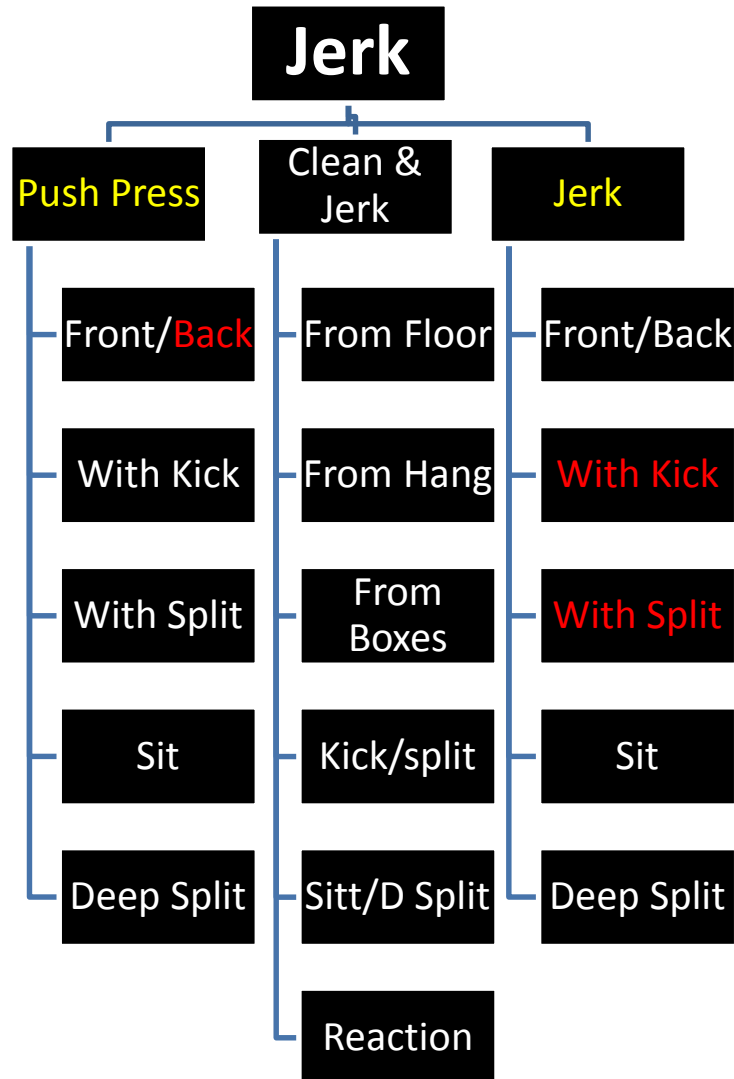 Jerk
Push Press
Front/Back
With Kick
With Split
Sit
Deep Split
Clean &
Jerk
From Floor
From Hang
From
Boxes
Kick/split
Sitt/D Split
Reaction
Jerk
Front/Back
With Kick
With Split
Sit
Deep Split